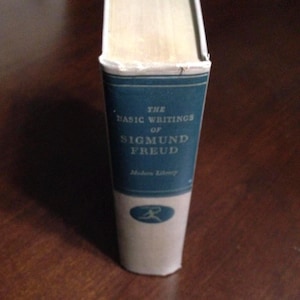 THE
BASIC WRITINGS
OF
SIGMUND
FREUD
Modern Library